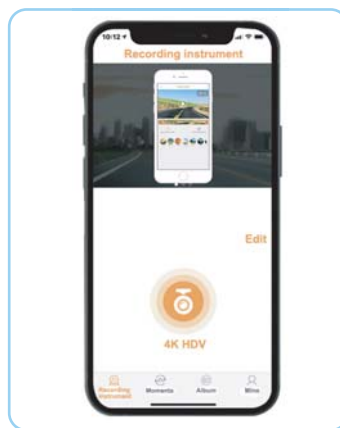 10:12
Recording instrument
Edit
4K HDV
Recording
instrument
Moments
Album
Mine